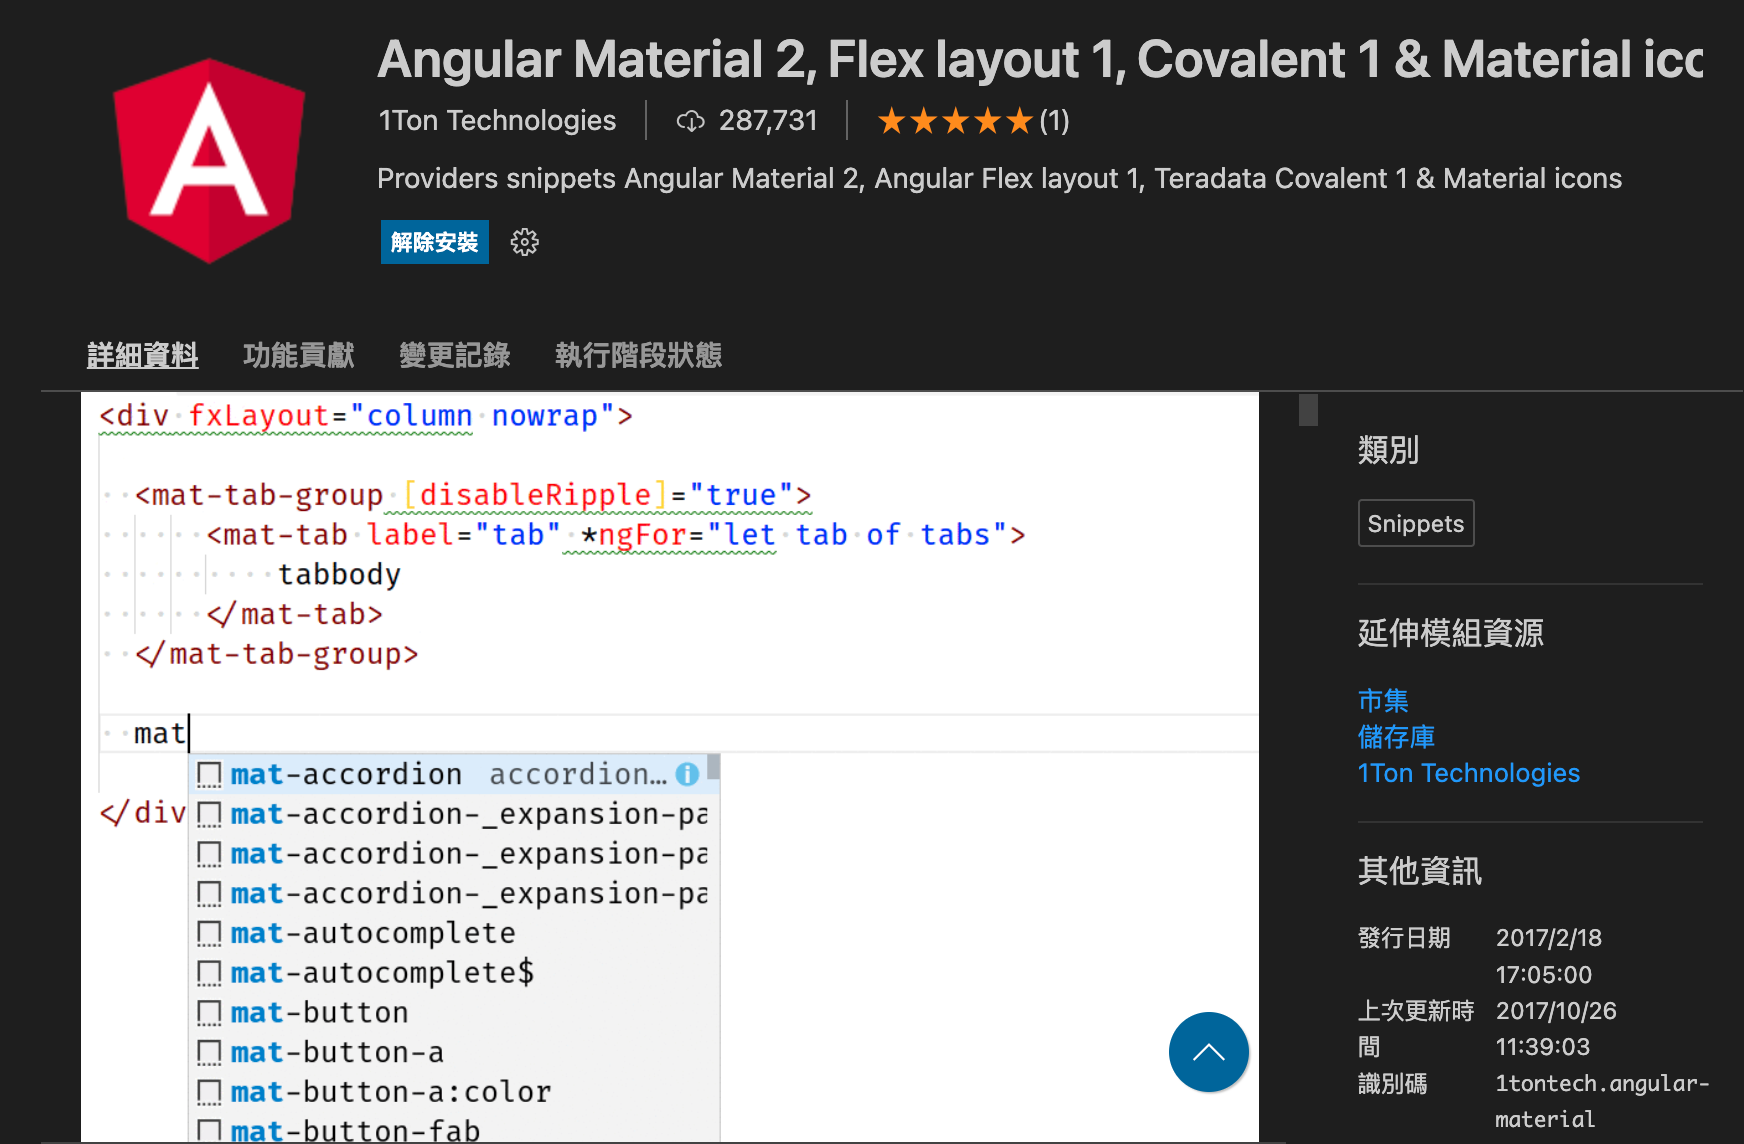 Angular Material 2, Flex layout 1, Covalent 1 & Material icc
1Ton Technologies 287,731 ★★★★★(1)
Providers snippets Angular Material 2, Angular Flex layout 1, Teradata Covalent 1 & Material icons
解除安裝
詳細資料 功能貢獻 變更記錄 執行階段狀態
<div fxLayout="column nowrap">
<mat-tab-group [disableRipple]="true">
<mat-tab label="tab" *ngFor="let tab of tabs">
tabbody
</mat-tab>
</mat-tab-group>
mat
mat-accordion accordion…
</div
mat-accordion-_expansion-pa
mat-accordion-_expansion-pa
mat-accordion-_expansion-pa
mat-autocomplete
mat-autocomplete$
mat-button
mat-button-a
mat-button-a:color
mat-button-fab
類別
Snippets
延伸模組資源
市集
儲存庫
1Ton Technologies
其他資訊
發行日期 2017/2/18
17:05:00
上次更新時 2017/10/26
間 11:39:03
識別碼 1tontech.angular-
material